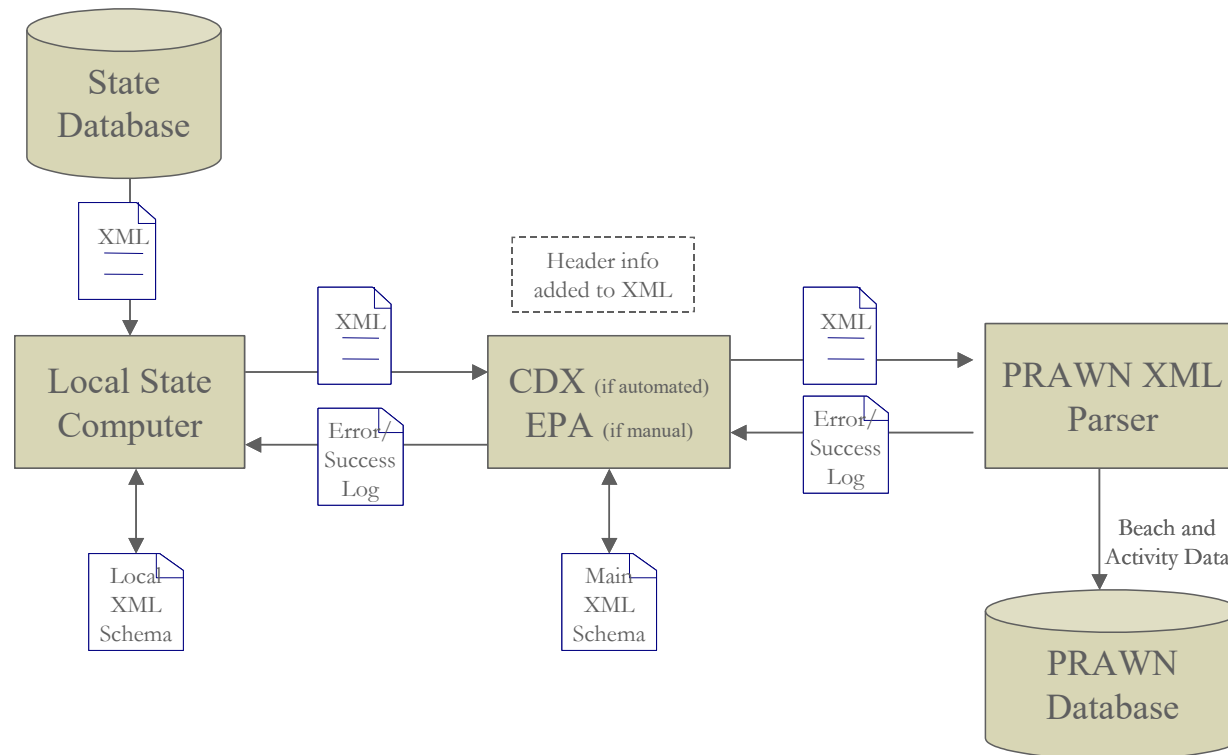 State
Database
XML
Header info
added to XML
XML
XML
Local State
Computer
CDX (if automated)
EPA (if manual)
PRAWN XML
Parser
Error/
Success
Log
Error/
Success
Log
Beach and
Activity Data
Local
XML
Schema
Main
XML
Schema
PRAWN
Database